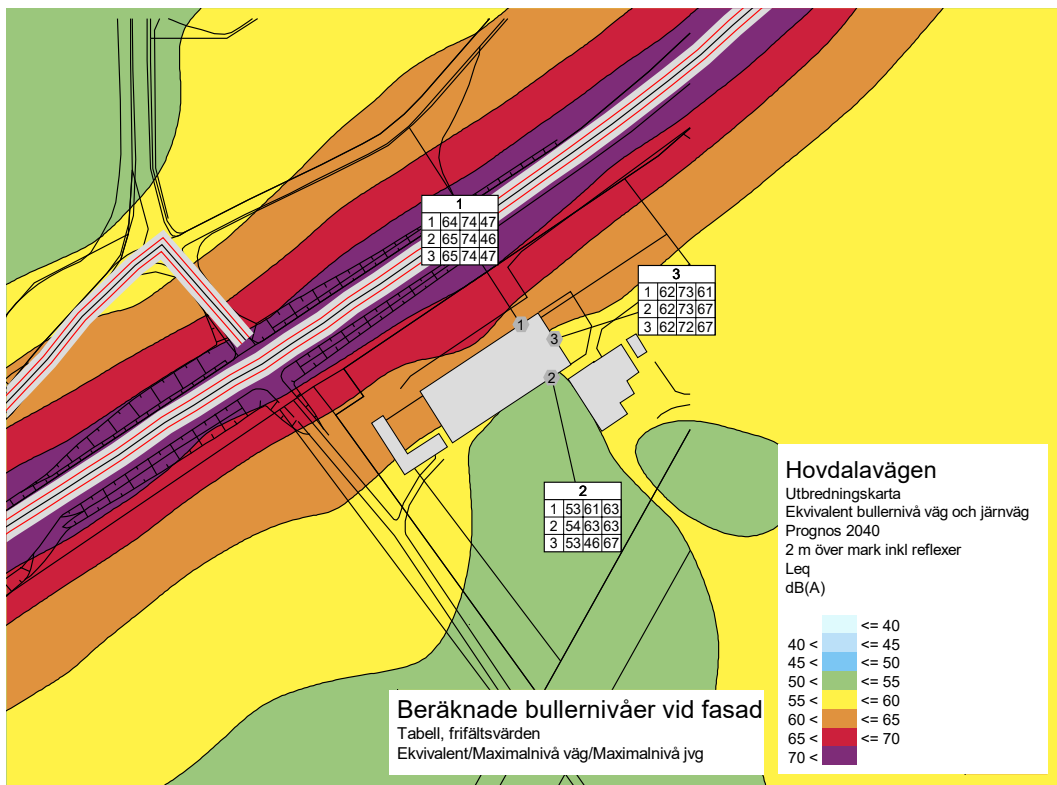 1
1 64 74 47
2 65 74 46
3 65 74 47
3
1 62 73 61
2 62 73 67
3 62 72 67
1
3
2
2
1 53 61 63
2 54 63 63
3 53 46 67
Hovdalavägen
Utbredningskarta
Ekvivalent bullernivå väg och järnväg
Prognos 2040
2 m över mark inkl reflexer
Leq
dB(A)
<= 40
40 < <= 45
45 < <= 50
50 < <= 55
55 < <= 60
60 < <= 65
65 < <= 70
70 <
Beräknade bullernivåer vid fasad
Tabell, frifältsvärden
Ekvivalent/Maximalnivå väg/Maximalnivå jvg